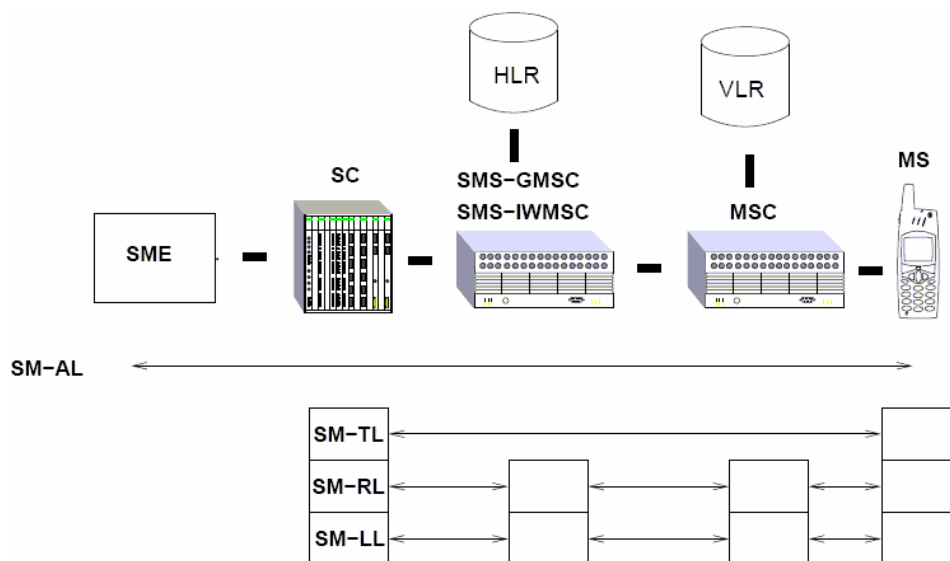 HLR
VLR
MS
SC
SMS-GMSC
SMS-IWMSC
MSC
SME
SM-AL
SM-TL
SM-RL
SM-LL